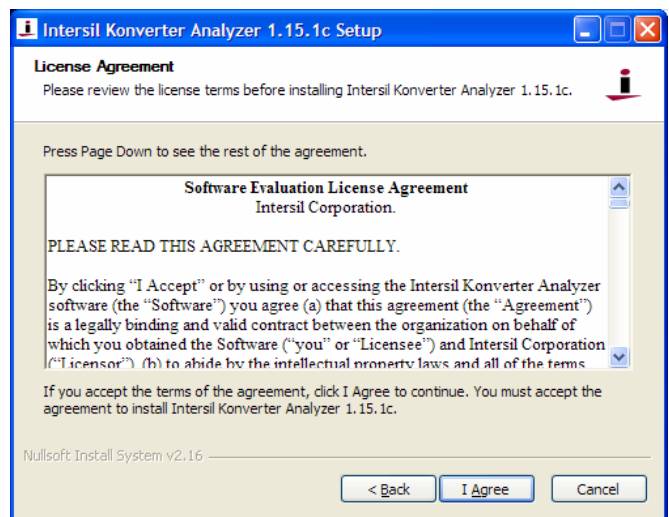 Intersil Konverter Analyzer 1.15.1c Setup
License Agreement
Please review the license terms before installing Intersil Konverter Analyzer 1.15.1c.
Press Page Down to see the rest of the agreement.
Software Evaluation License Agreement
Intersil Corporation.
PLEASE READ THIS AGREEMENT CAREFULLY.
By clicking “I Accept” or by using or accessing the Intersil Konverter Analyzer
software (the “Software”) you agree (a) that this agreement (the “Agreement”)
is a legally binding and valid contract between the organization on behalf of
which you obtained the Software (“you” or “Licensee”) and Intersil Corporation
(“Licensor”), (b) to abide by the intellectual property laws and all of the terms
If you accept the terms of the agreement, click I Agree to continue. You must accept the
agreement to install Intersil Konverter Analyzer 1.15.1c.
Nullsoft Install System v2.16
< Back I Agree Cancel